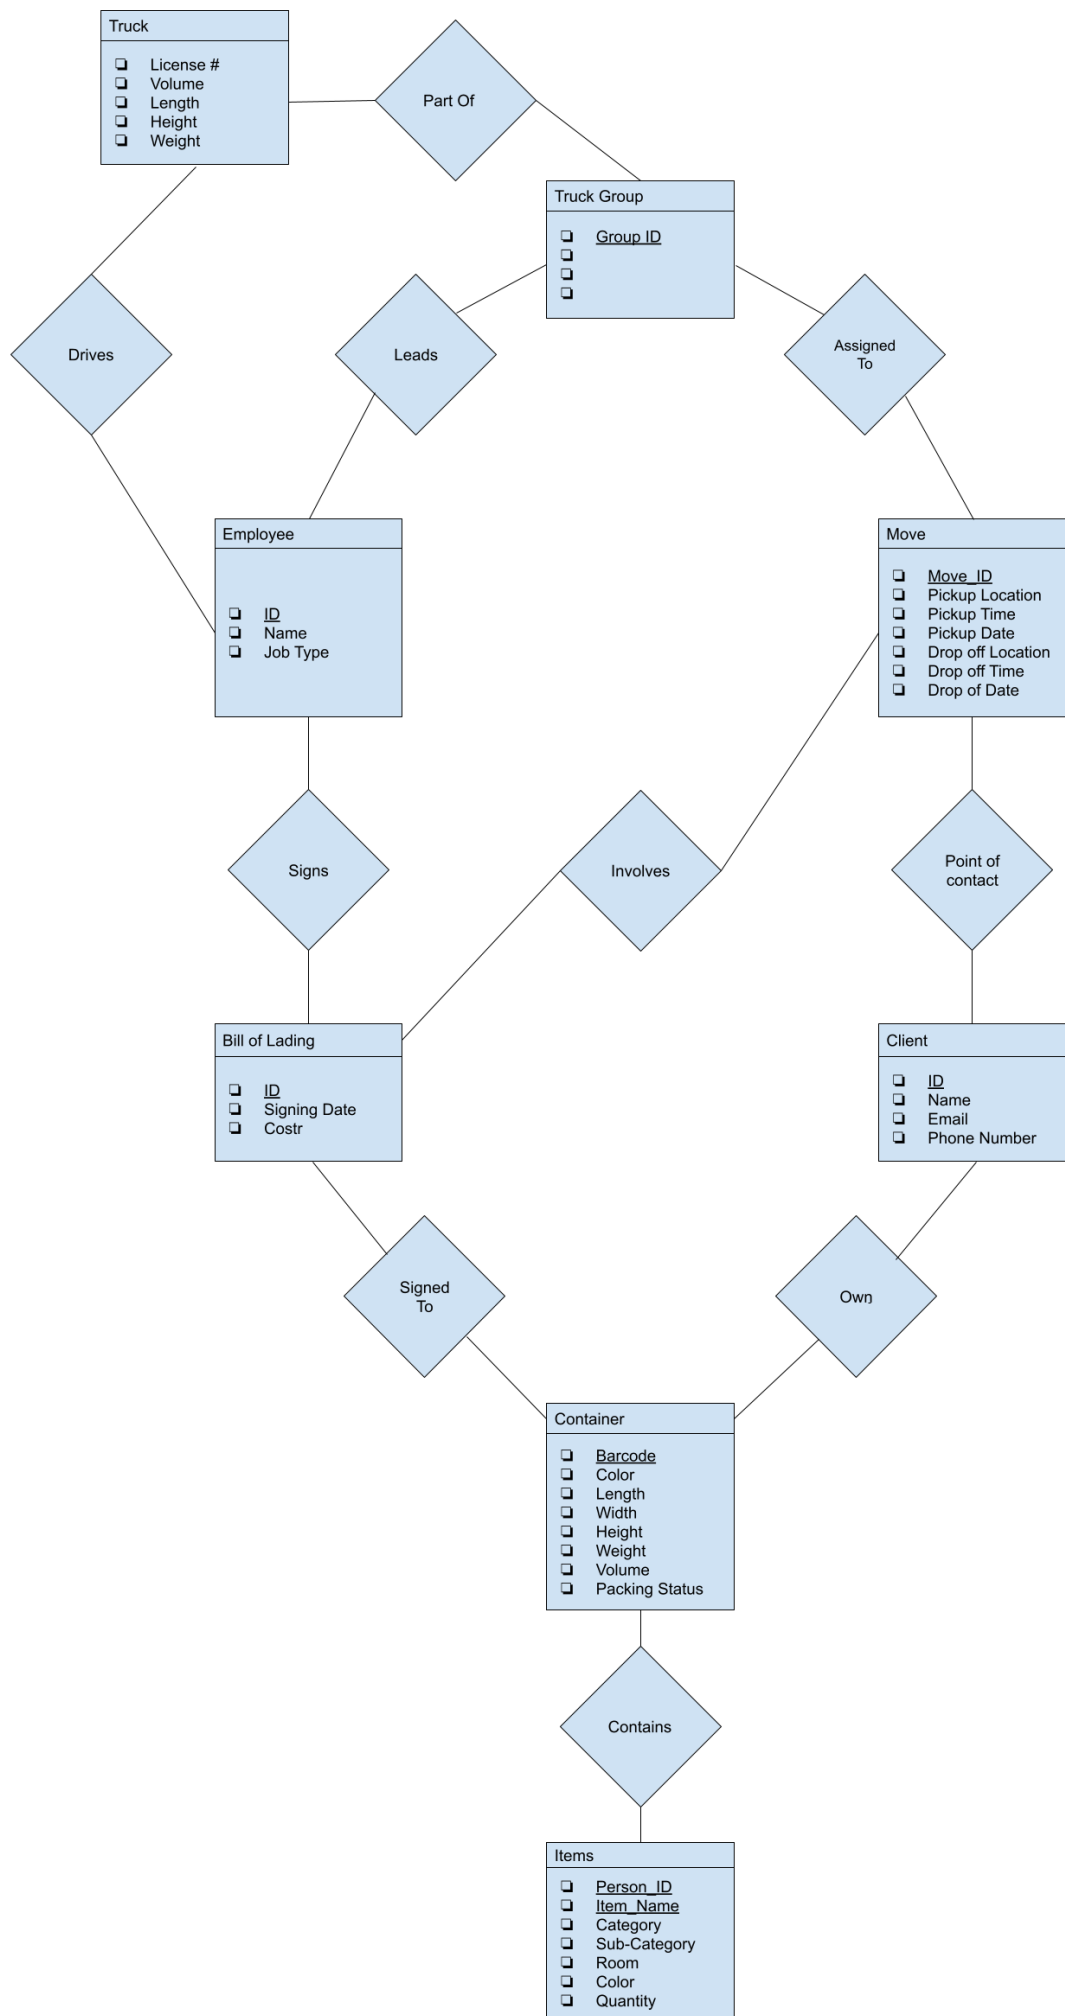 Truck
License #
Volume
Length
Height
Weight
Part Of
Truck Group
Group ID
Drives
Leads
Assigned
To
Employee
ID
Name
Job Type
Move
Move_ID
Pickup Location
Pickup Time
Pickup Date
Drop off Location
Drop off Time
Drop of Date
Signs
Involves
Point of
contact
Bill of Lading
ID
Signing Date
Costr
Client
ID
Name
Email
Phone Number
Signed
To
Own
Container
Barcode
Color
Length
Width
Height
Weight
Volume
Packing Status
Contains
Items
Person_ID
Item_Name
Category
Sub-Category
Room
Color
Quantity